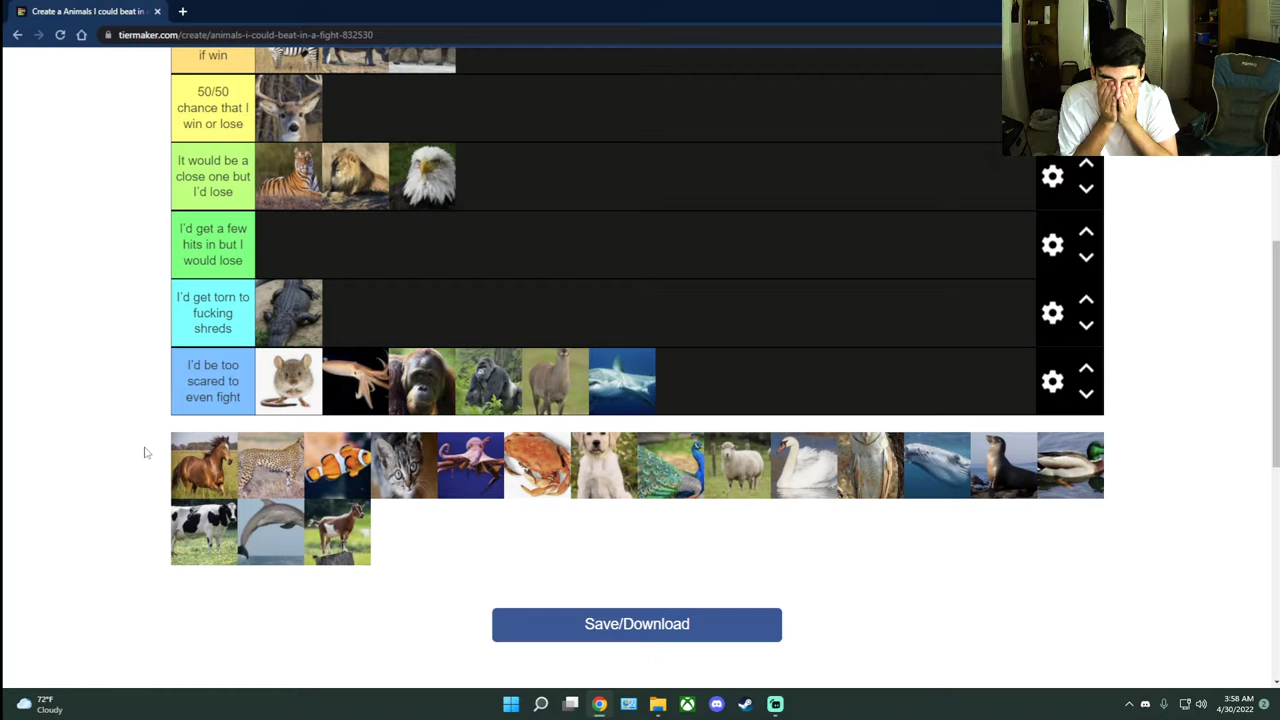 Create a Animals I could beat in
tiermaker.com/create/animals-i-could-beat-in-a-fight-832530
if win
50/50
chance that I
win or lose
It would be a
close one but
I'd lose
I'd get a few
hits in but I
would lose
I'd get torn to
fucking
shreds
I'd be too
scared to
even fight
Save/Download
72°F
Cloudy
3:58 AM
4/30/2022
2